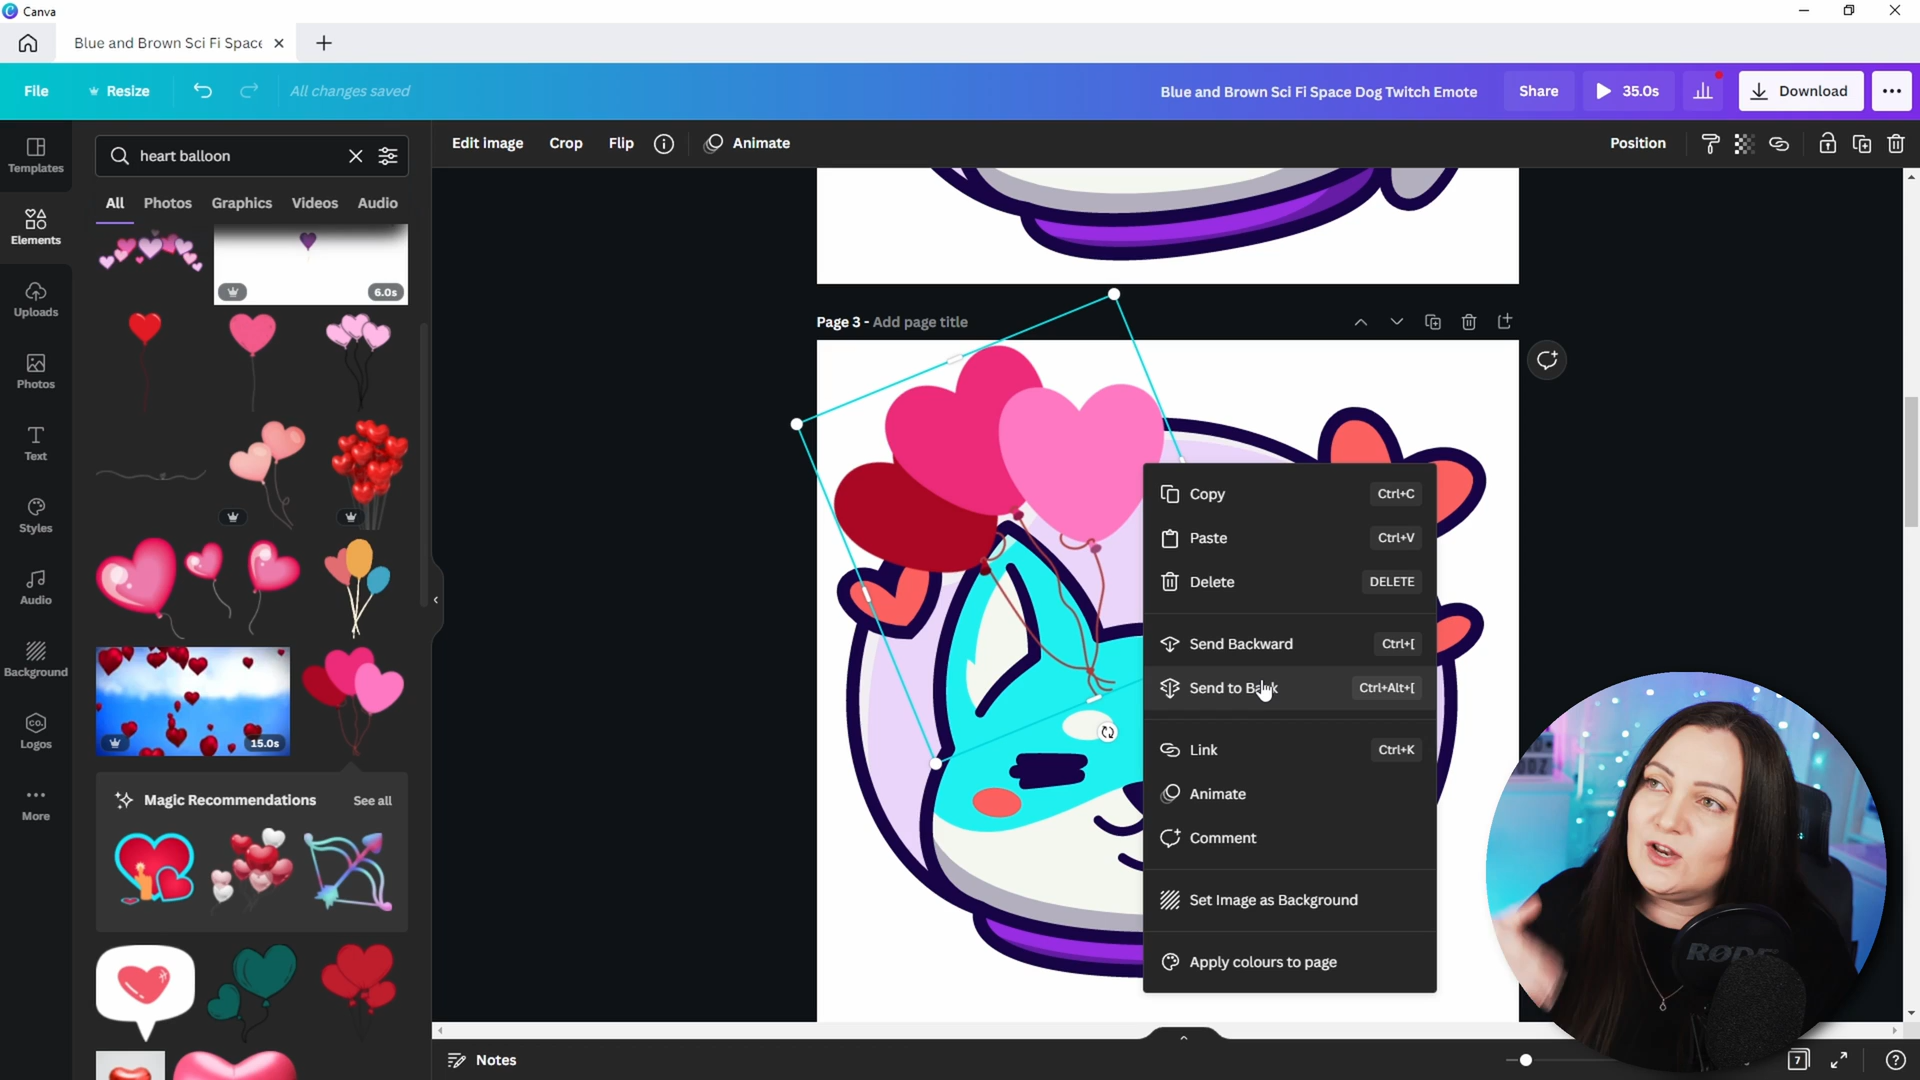 Canva
Blue and Brown Sci Fi Space
File
Resize
All changes saved
Blue and Brown Sci Fi Space Dog Twitch Emote
Share
35.0s
Download
Templates
Elements
Uploads
Photos
Text
Styles
Audio
Background
CO.
Logos
More
heart balloon
All
Photos
Graphics
Videos
Audio
6.0s
15.0s
Magic Recommendations
See all
Edit image
Crop
Flip
Animate
Position
Page 3 - Add page title
Copy Ctrl+C
Paste Ctrl+V
Delete DELETE
Send Backward Ctrl+[
Send to Back Ctrl+Alt+[
Link Ctrl+K
Animate
Comment
Set Image as Background
Apply colours to page
RØDE
Notes
7